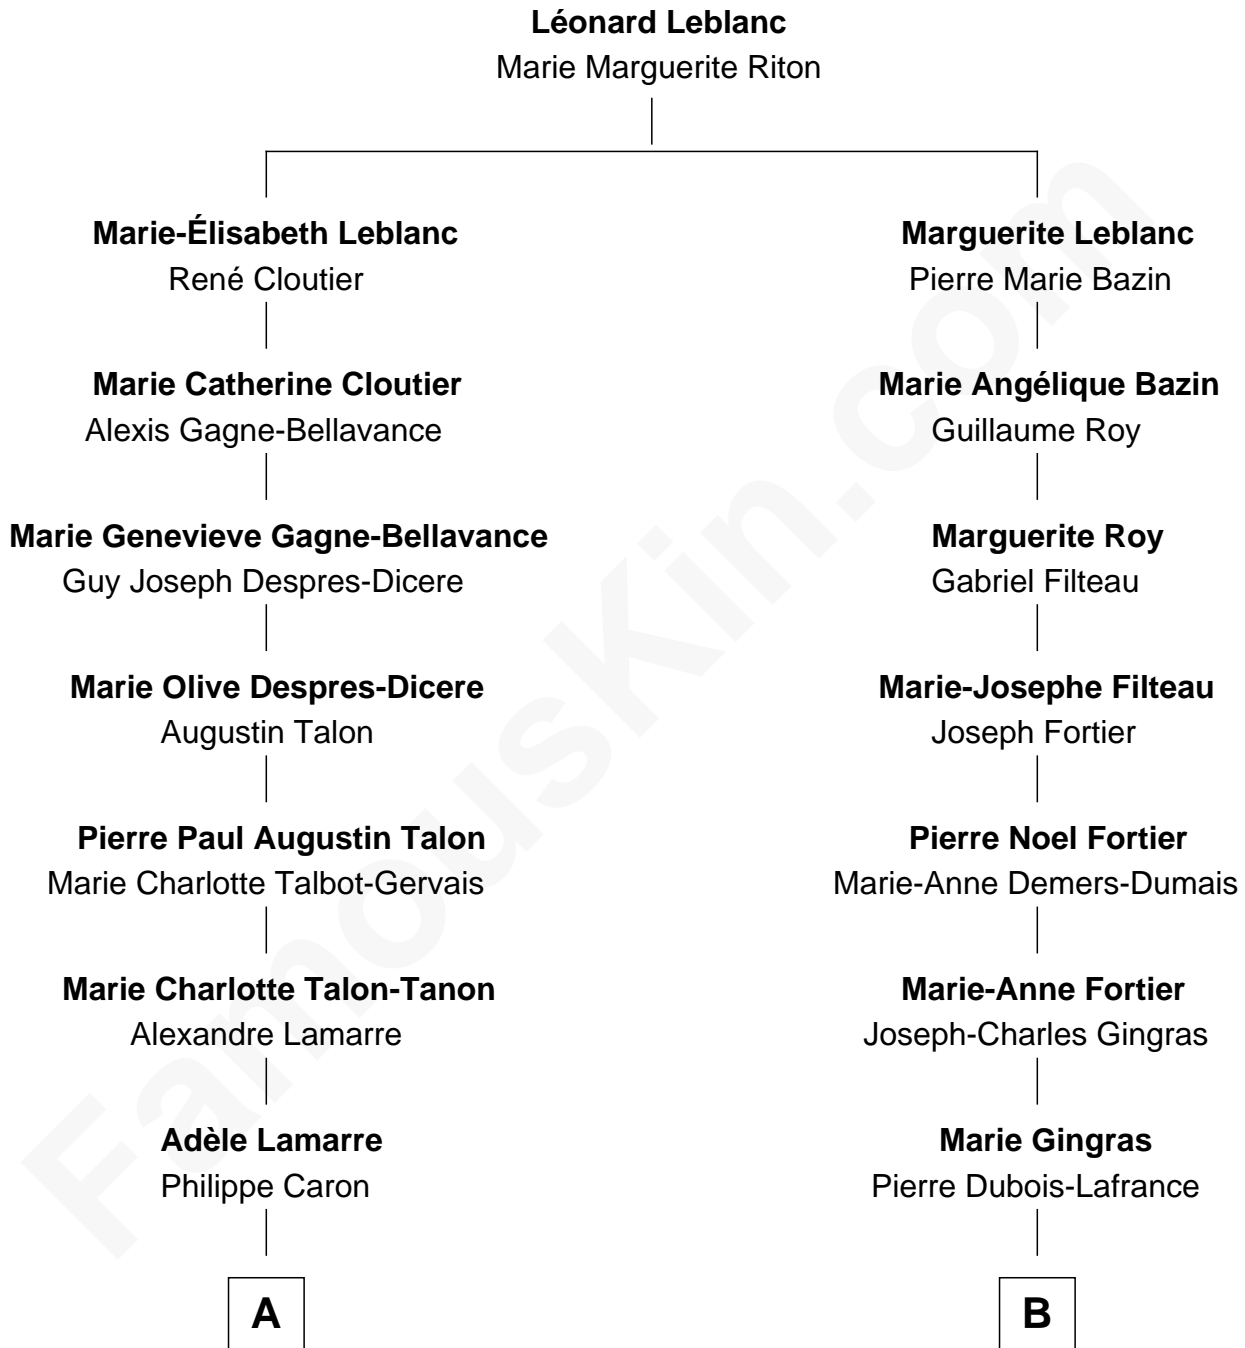 Léonard Leblanc
Marie Marguerite Riton
Marie-Élisabeth Leblanc
René Cloutier
Marguerite Leblanc
Pierre Marie Bazin
Marie Catherine Cloutier
Alexis Gagne-Bellavance
Marie Angélique Bazin
Guillaume Roy
Marie Genevieve Gagne-Bellavance
Guy Joseph Despres-Dicere
Marguerite Roy
Gabriel Filteau
Marie Olive Despres-Dicere
Augustin Talon
Marie-Josephe Filteau
Joseph Fortier
Pierre Paul Augustin Talon
Marie Charlotte Talbot-Gervais
Pierre Noel Fortier
Marie-Anne Demers-Dumais
Marie Charlotte Talon-Tanon
Alexandre Lamarre
Marie-Anne Fortier
Joseph-Charles Gingras
Adèle Lamarre
Philippe Caron
Marie Gingras
Pierre Dubois-Lafrance
A
B
FamousKin.com